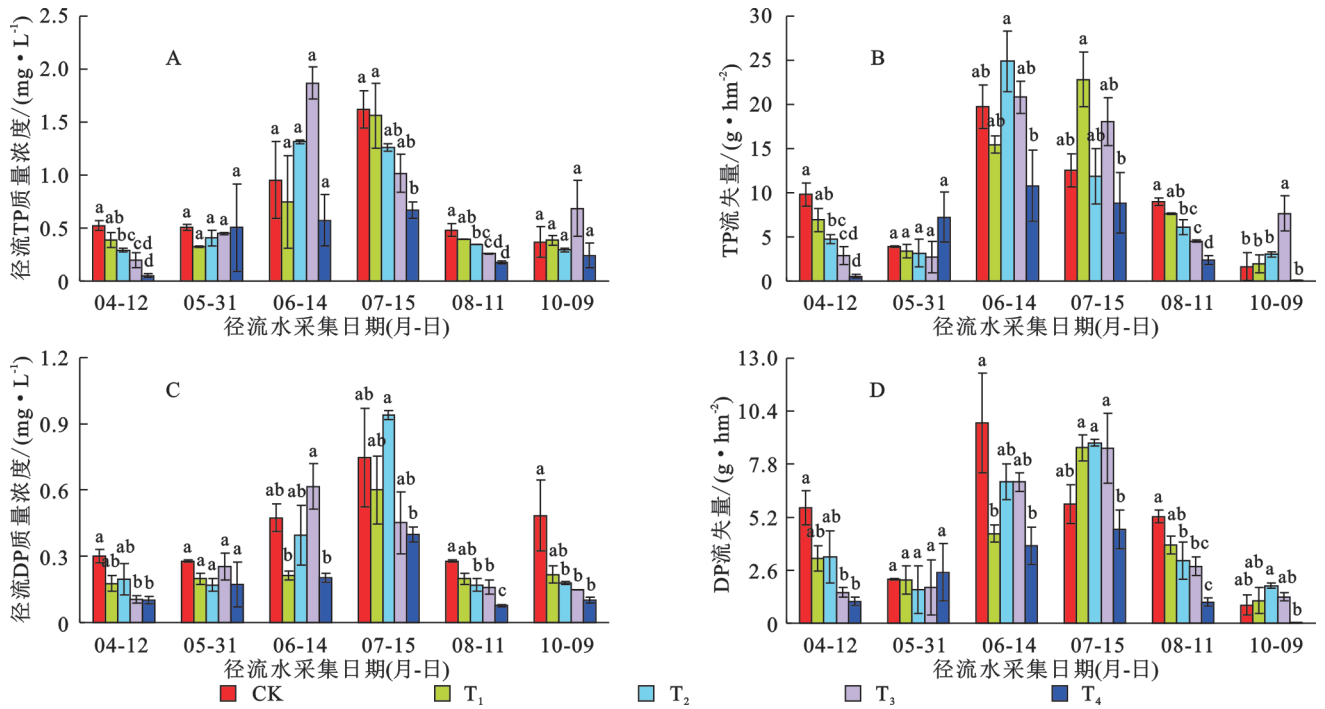 A
径流TP质量浓度/(mg·L⁻¹)
2.5
2.0
1.5
1.0
0.5
0
a ab bc cd d
a a a a a
a a a a a
a a ab ab b
a ab bc cd d
a a a a a
04-12 05-31 06-14 07-15 08-11 10-09
径流水采集日期(月-日)
B
TP流失量/(g·hm⁻²)
30
25
20
15
10
5
0
a ab bc cd d
a a a a a
ab ab a ab b
ab a ab ab b
a ab bc cd d
b b b a b
04-12 05-31 06-14 07-15 08-11 10-09
径流水采集日期(月-日)
C
径流DP质量浓度/(mg·L⁻¹)
1.2
0.9
0.6
0.3
0
a ab ab b b
a a a a a
ab b ab a b
ab ab a ab b
a ab b b c
a ab b b b
04-12 05-31 06-14 07-15 08-11 10-09
径流水采集日期(月-日)
D
DP流失量/(g·hm⁻²)
13.0
10.4
7.8
5.2
2.6
0
a ab ab b b
a a a a a
a b ab ab b
ab a a a b
a ab b bc c
ab ab a ab b
04-12 05-31 06-14 07-15 08-11 10-09
径流水采集日期(月-日)
CK T₁ T₂ T₃ T₄